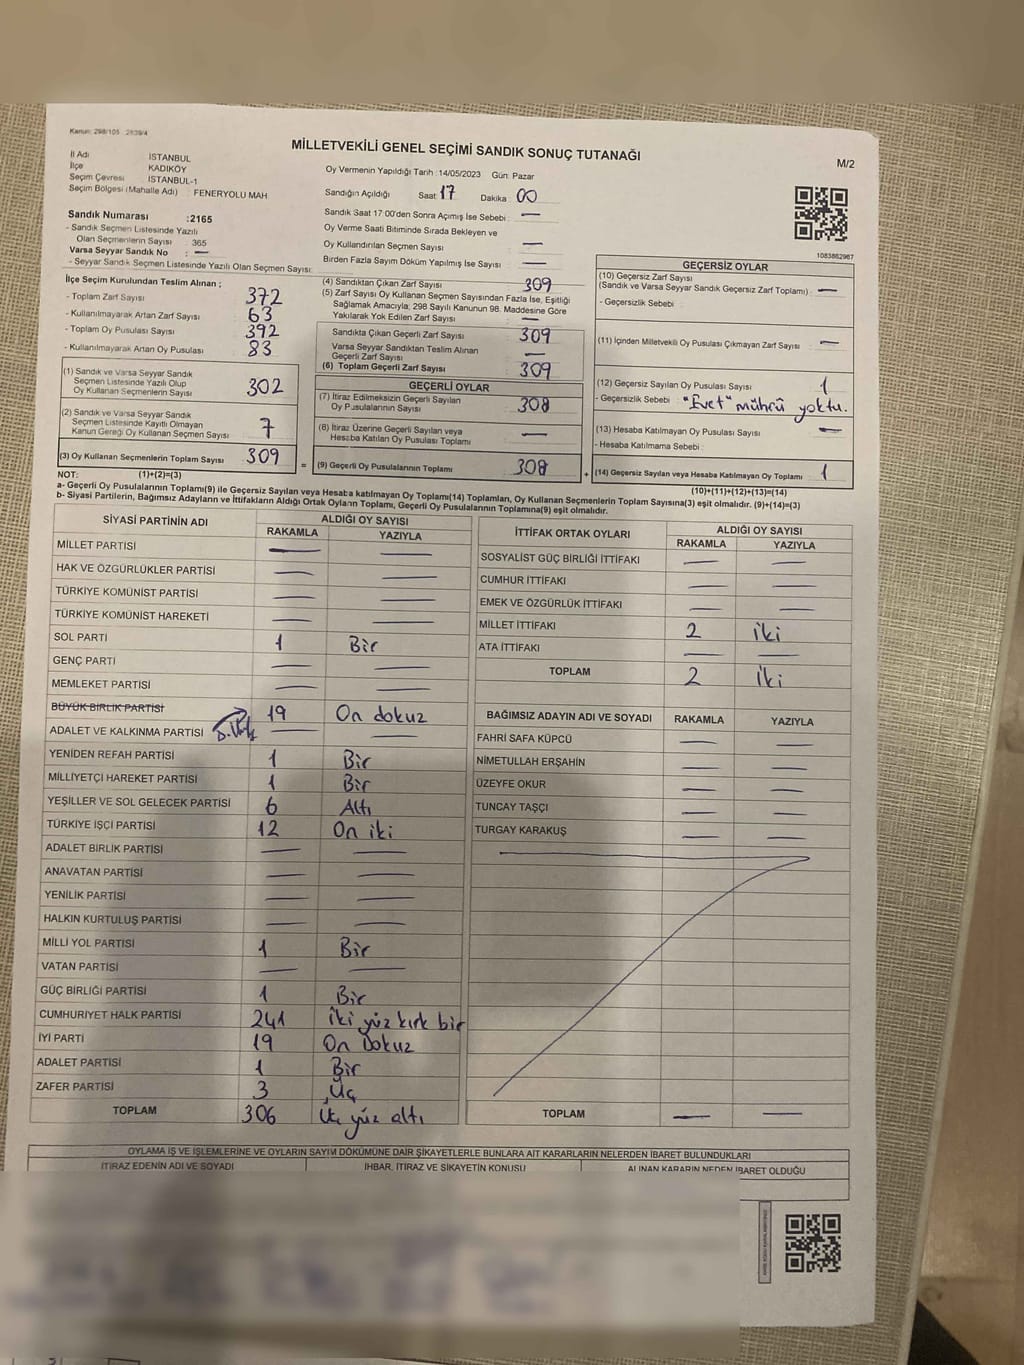 Kanun: 298/105
MİLLETVEKİLİ GENEL SEÇİMİ SANDIK SONUÇ TUTANAĞI
M/2
İl Adı İSTANBUL
İlçe KADIKÖY
Seçim Çevresi İSTANBUL-1
Seçim Bölgesi (Mahalle Adı) FENERYOLU MAH
Oy Vermenin Yapıldığı Tarih :14/05/2023 Gün: Pazar
Sandığın Açıldığı Saat 17 Dakika 00
Sandık Saat 17:00'den Sonra Açımış İse Sebebi : —
Oy Verme Saati Bitiminde Sırada Bekleyen ve
Oy Kullandırılan Seçmen Sayısı —
Birden Fazla Sayım Döküm Yapılmış İse Sayısı : —
1083862967
Sandık Numarası :2165
- Sandık Seçmen Listesinde Yazılı
Olan Seçmenlerin Sayısı 365
Varsa Seyyar Sandık No : —
- Seyyar Sandık Seçmen Listesinde Yazılı Olan Seçmen Sayısı:
İlçe Seçim Kurulundan Teslim Alınan ;
- Toplam Zarf Sayısı 372
- Kullanılmayarak Artan Zarf Sayısı : 63
- Toplam Oy Pusulası Sayısı 392
- Kullanılmayarak Artan Oy Pusulası 83
(1) Sandık ve Varsa Seyyar Sandık
Seçmen Listesinde Yazılı Olup
Oy Kullanan Seçmenlerin Sayısı 302
(2) Sandık ve Varsa Seyyar Sandık
Seçmen Listesinde Kayıtlı Olmayan
Kanun Gereği Oy Kullanan Seçmen Sayısı 7
(3) Oy Kullanan Seçmenlerin Toplam Sayısı 309
(4) Sandıktan Çıkan Zarf Sayısı 309
(5) Zarf Sayısı Oy Kullanan Seçmen Sayısından Fazla İse, Eşitliği
Sağlamak Amacıyla; 298 Sayılı Kanunun 98. Maddesine Göre
Yakılarak Yok Edilen Zarf Sayısı —
Sandıkta Çıkan Geçerli Zarf Sayısı 309
Varsa Seyyar Sandıktan Teslim Alınan
Geçerli Zarf Sayısı —
(6) Toplam Geçerli Zarf Sayısı 309
GEÇERLİ OYLAR
(7) İtiraz Edilmeksizin Geçerli Sayılan
Oy Pusulalarının Sayısı 308
(8) İtiraz Üzerine Geçerli Sayılan veya
Hesaba Katılan Oy Pusulası Toplamı —
= (9) Geçerli Oy Pusulalarının Toplamı 308 +
GEÇERSİZ OYLAR
(10) Geçersiz Zarf Sayısı
(Sandık ve Varsa Seyyar Sandık Geçersiz Zarf Toplamı) : —
- Geçersizlik Sebebi :
(11) İçinden Milletvekili Oy Pusulası Çıkmayan Zarf Sayısı : —
(12) Geçersiz Sayılan Oy Pusulası Sayısı : 1
- Geçersizlik Sebebi : "Evet" mührü yoktu.
(13) Hesaba Katılmayan Oy Pusulası Sayısı : —
- Hesaba Katılmama Sebebi :
(14) Geçersiz Sayılan veya Hesaba Katılmayan Oy Toplamı : 1
NOT: (1)+(2)=(3)
(10)+(11)+(12)+(13)=(14)
a- Geçerli Oy Pusulalarının Toplamı(9) ile Geçersiz Sayılan veya Hesaba katılmayan Oy Toplamı(14) Toplamları, Oy Kullanan Seçmenlerin Toplam Sayısına(3) eşit olmalıdır. (9)+(14)=(3)
b- Siyasi Partilerin, Bağımsız Adayların ve İttifakların Aldığı Ortak Oyların Toplamı, Geçerli Oy Pusulalarının Toplamına(9) eşit olmalıdır.
SİYASİ PARTİNİN ADI ALDIĞI OY SAYISI
RAKAMLA YAZIYLA
MİLLET PARTİSİ — —
HAK VE ÖZGÜRLÜKLER PARTİSİ — —
TÜRKİYE KOMÜNİST PARTİSİ — —
TÜRKİYE KOMÜNİST HAREKETİ — —
SOL PARTİ 1 Bir
GENÇ PARTİ — —
MEMLEKET PARTİSİ — —
BÜYÜK BİRLİK PARTİSİ 19 On dokuz
ADALET VE KALKINMA PARTİSİ — —
YENİDEN REFAH PARTİSİ 1 Bir
MİLLİYETÇİ HAREKET PARTİSİ 1 Bir
YEŞİLLER VE SOL GELECEK PARTİSİ 6 Altı
TÜRKİYE İŞÇİ PARTİSİ 12 On iki
ADALET BİRLİK PARTİSİ — —
ANAVATAN PARTİSİ — —
YENİLİK PARTİSİ — —
HALKIN KURTULUŞ PARTİSİ — —
MİLLİ YOL PARTİSİ 1 Bir
VATAN PARTİSİ — —
GÜÇ BİRLİĞİ PARTİSİ 1 Bir
CUMHURİYET HALK PARTİSİ 241 İki yüz kırk bir
İYİ PARTİ 19 On Dokuz
ADALET PARTİSİ 1 Bir
ZAFER PARTİSİ 3 Üç
TOPLAM 306 Üç yüz altı
İTTİFAK ORTAK OYLARI ALDIĞI OY SAYISI
RAKAMLA YAZIYLA
SOSYALİST GÜÇ BİRLİĞİ İTTİFAKI — —
CUMHUR İTTİFAKI — —
EMEK VE ÖZGÜRLÜK İTTİFAKI — —
MİLLET İTTİFAKI 2 iki
ATA İTTİFAKI — —
TOPLAM 2 iki
BAĞIMSIZ ADAYIN ADI VE SOYADI RAKAMLA YAZIYLA
FAHRİ SAFA KÜPCÜ — —
NİMETULLAH ERŞAHİN — —
ÜZEYFE OKUR — —
TUNCAY TAŞÇI — —
TURGAY KARAKUŞ — —
TOPLAM — —
OYLAMA İŞ VE İŞLEMLERİNE VE OYLARIN SAYIM DÖKÜMÜNE DAİR ŞİKAYETLERLE BUNLARA AİT KARARLARIN NELERDEN İBARET BULUNDUKLARI
İTİRAZ EDENİN ADI VE SOYADI İHBAR, İTİRAZ VE ŞİKAYETİN KONUSU ALINAN KARARIN NEDEN İBARET OLDUĞU